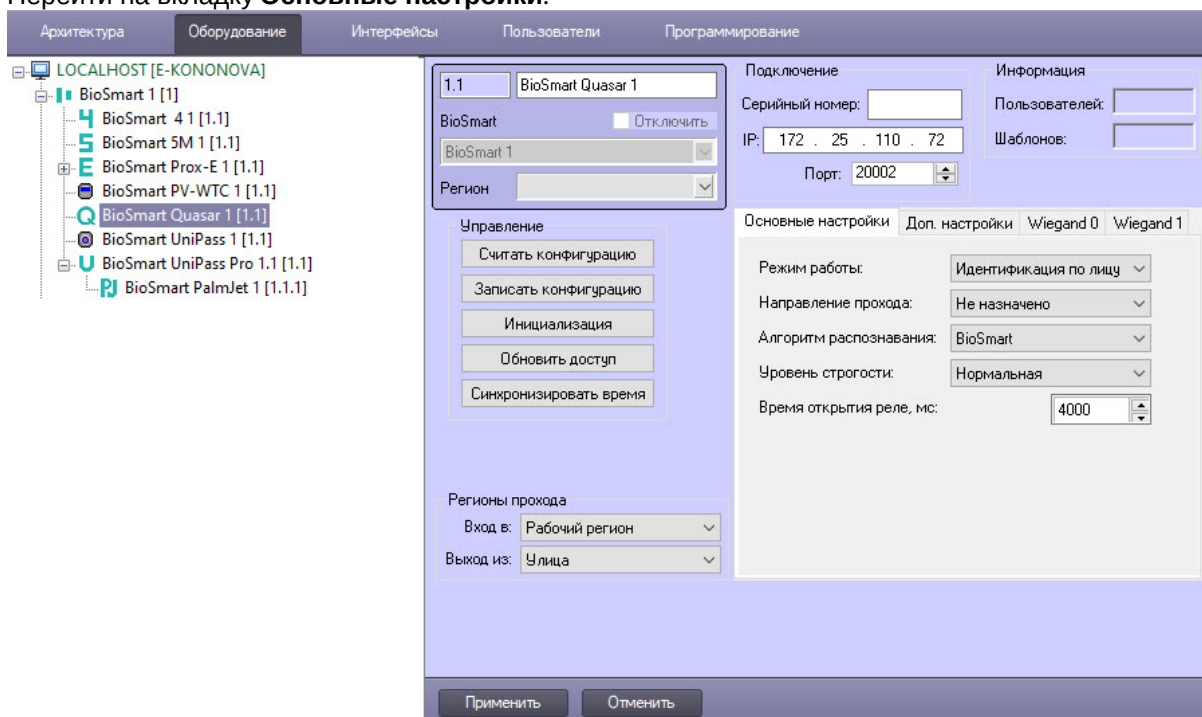 Перейти на вкладку Основные настройки.
Архитектура Оборудование Интерфейсы Пользователи Программирование
LOCALHOST [E-KONONOVA]
BioSmart 1 [1]
BioSmart 4 1 [1.1]
BioSmart 5M 1 [1.1]
BioSmart Prox-E 1 [1.1]
BioSmart PV-WTC 1 [1.1]
BioSmart Quasar 1 [1.1]
BioSmart UniPass 1 [1.1]
BioSmart UniPass Pro 1.1 [1.1]
BioSmart PalmJet 1 [1.1.1]
1.1 BioSmart Quasar 1
BioSmart Отключить
BioSmart 1
Регион
Управление
Считать конфигурацию
Записать конфигурацию
Инициализация
Обновить доступ
Синхронизировать время
Регионы прохода
Вход в: Рабочий регион
Выход из: Улица
Подключение
Серийный номер:
IP: 172 . 25 . 110 . 72
Порт: 20002
Информация
Пользователей:
Шаблонов:
Основные настройки Доп. настройки Wiegand 0 Wiegand 1
Режим работы: Идентификация по лицу
Направление прохода: Не назначено
Алгоритм распознавания: BioSmart
Уровень строгости: Нормальная
Время открытия реле, мс: 4000
Применить Отменить